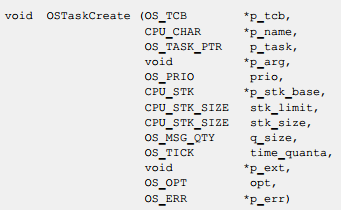 void OSTaskCreate (OS_TCB *p_tcb,
CPU_CHAR *p_name,
OS_TASK_PTR p_task,
void *p_arg,
OS_PRIO prio,
CPU_STK *p_stk_base,
CPU_STK_SIZE stk_limit,
CPU_STK_SIZE stk_size,
OS_MSG_QTY q_size,
OS_TICK time_quanta,
void *p_ext,
OS_OPT opt,
OS_ERR *p_err)